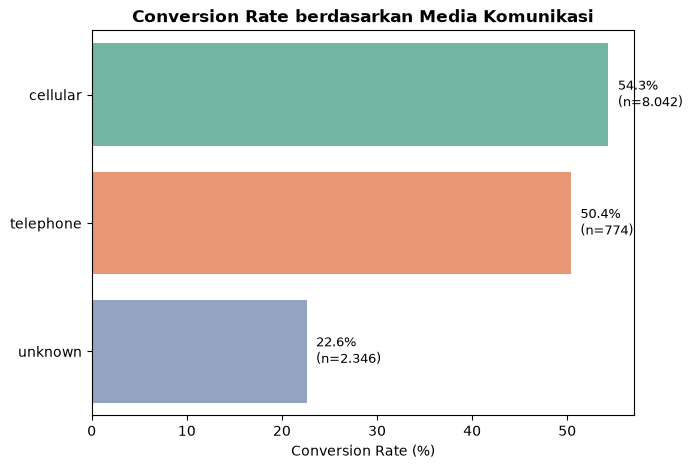 Conversion Rate berdasarkan Media Komunikasi
cellular
54.3%
(n=8.042)
telephone
50.4%
(n=774)
unknown
22.6%
(n=2.346)
0 10 20 30 40 50
Conversion Rate (%)